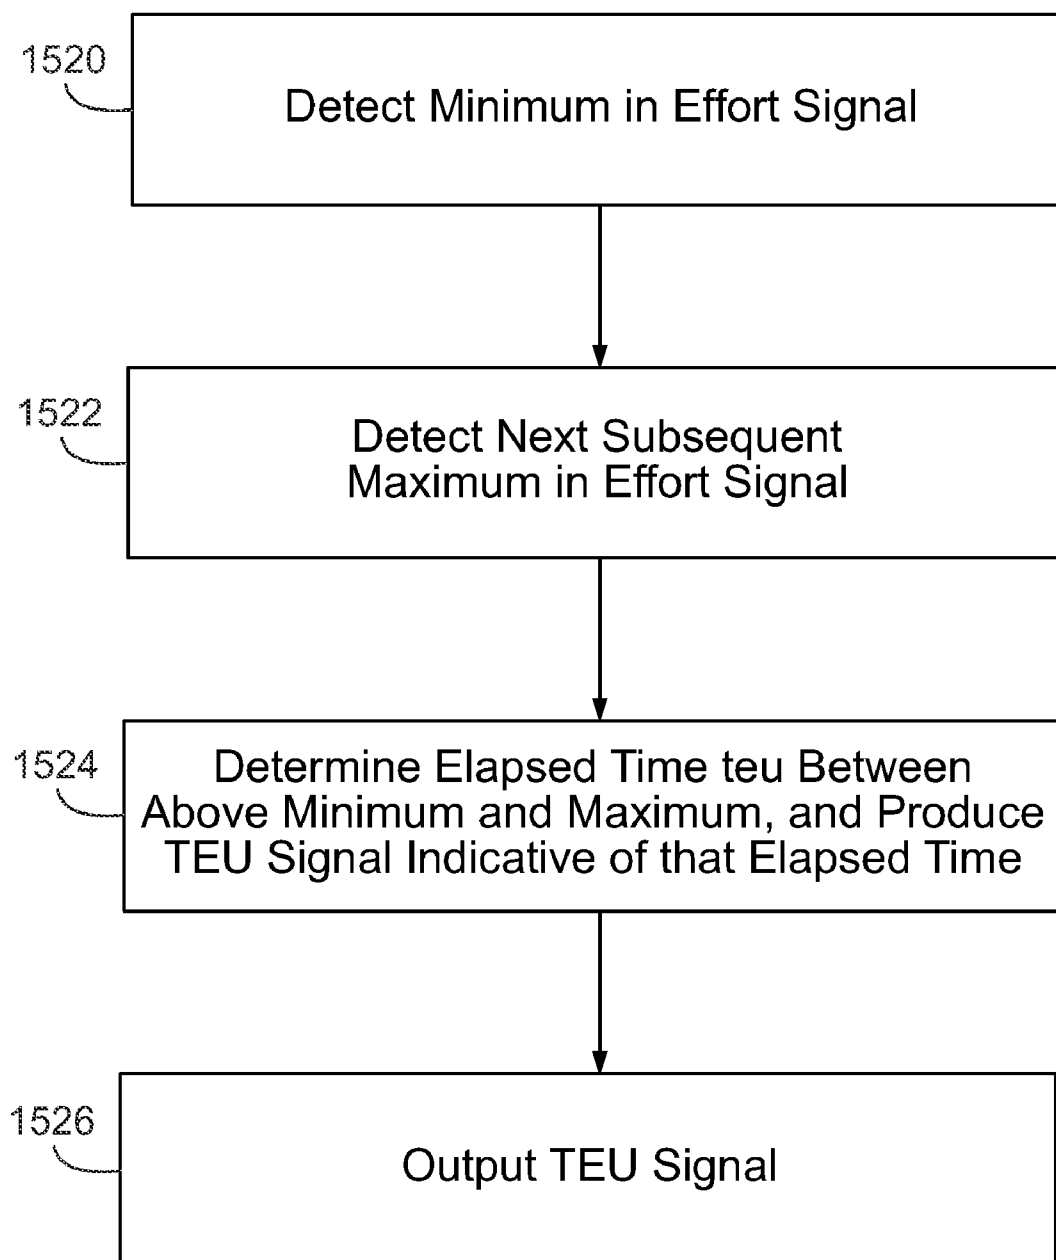 1520
Detect Minimum in Effort Signal
1522
Detect Next Subsequent
Maximum in Effort Signal
1524
Determine Elapsed Time teu Between
Above Minimum and Maximum, and Produce
TEU Signal Indicative of that Elapsed Time
1526
Output TEU Signal